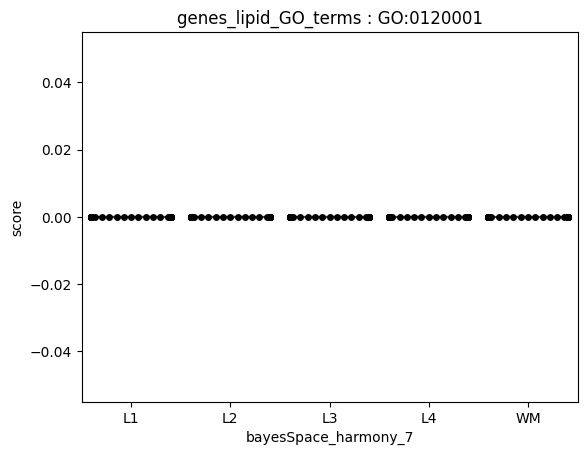 genes_lipid_GO_terms : GO:0120001
0.04
0.02
0.00
−0.02
−0.04
score
L1 L2 L3 L4 WM
bayesSpace_harmony_7